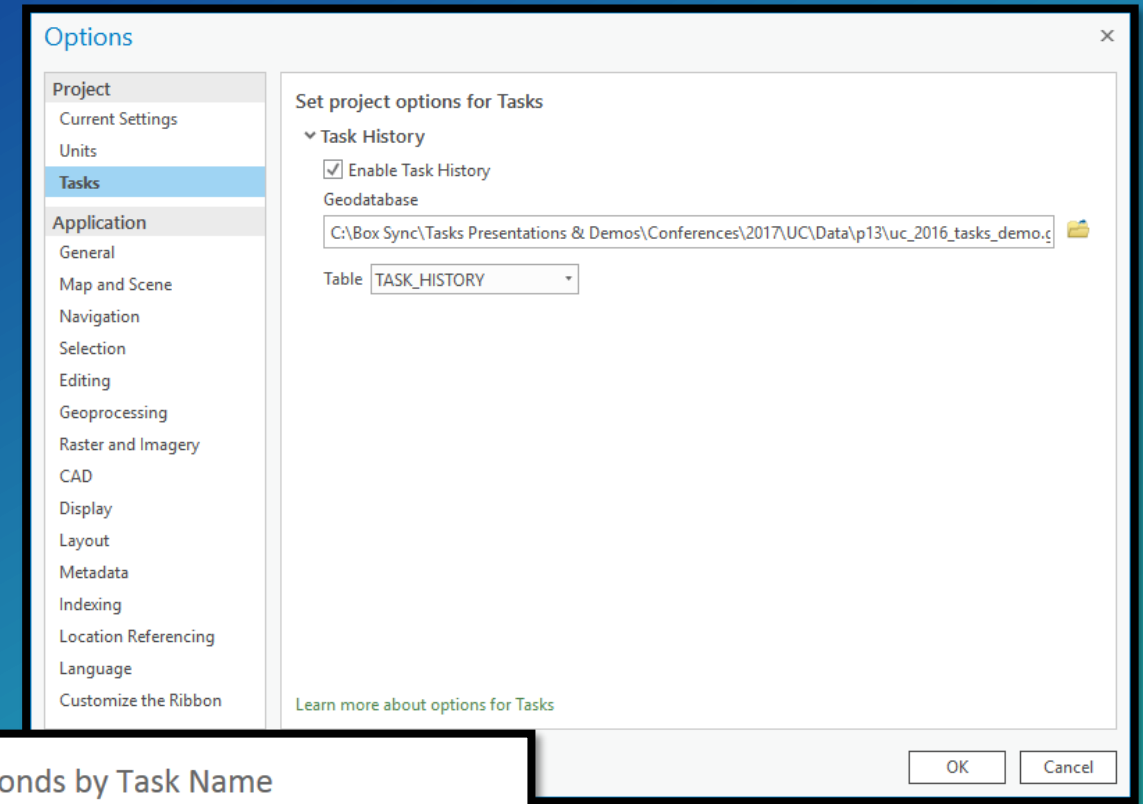 Options
Project
Current Settings
Units
Tasks
Application
General
Map and Scene
Navigation
Selection
Editing
Geoprocessing
Raster and Imagery
CAD
Display
Layout
Metadata
Indexing
Location Referencing
Language
Customize the Ribbon
Set project options for Tasks
Task History
Enable Task History
Geodatabase
C:\Box Sync\Tasks Presentations & Demos\Conferences\2017\UC\Data\p13\uc_2016_tasks_demo.g
Table TASK_HISTORY
Learn more about options for Tasks
OK Cancel
by Task Name